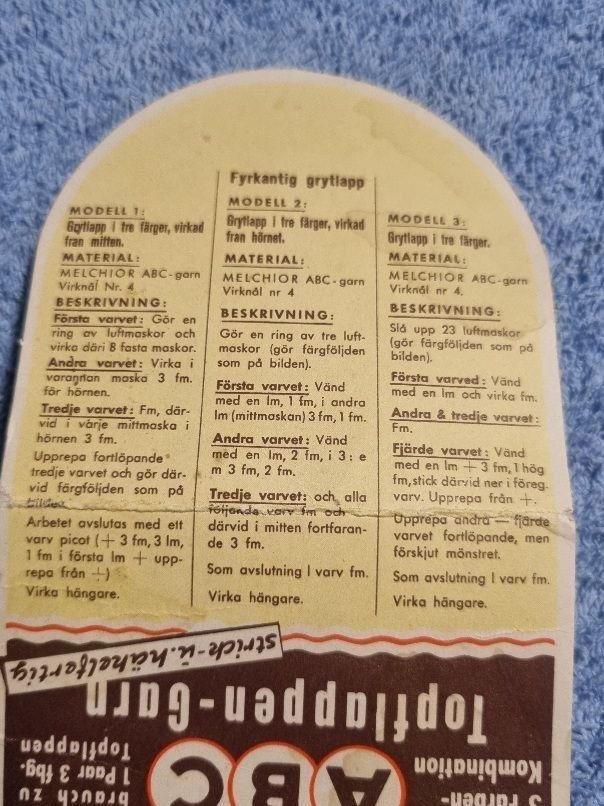 Fyrkantig grytlapp
MODELL 1:
Grytlapp i tre färger, virkad
fran mitten.
MATERIAL:
MELCHIOR ABC-garn
Virknål Nr. 4
BESKRIVNING:
Första varvet: Gör en
ring av luftmaskor och
virka däri 8 fasta maskor.
Andra varvet: Virka i
varannan maska 3 fm.
för hörnen.
Tredje varvet: Fm, där-
vid i varje mittmaska i
hörnen 3 fm.
Upprepa fortlöpande
tredje varvet och gör där-
vid färgföljden som på
bilden.
Arbetet avslutas med ett
varv picot (+ 3 fm, 3 lm,
1 fm i första lm + upp-
repa från +)
Virka hängare.
MODELL 2:
Grytlapp i tre färger, virkad
fran hörnet.
MATERIAL:
MELCHIOR ABC-garn
Virknål nr 4
BESKRIVNING:
Gör en ring av tre luft-
maskor (gör färgföljden
som på bilden).
Första varvet: Vänd
med en lm, 1 fm, i andra
lm (mittmaskan) 3 fm, 1 fm.
Andra varvet: Vänd
med en lm, 2 fm, i 3: e
m 3 fm, 2 fm.
Tredje varvet: och alla
följande varv fm och
därvid i mitten fortfaran-
de 3 fm.
Som avslutning 1 varv fm.
Virka hängare.
MODELL 3:
Grytlapp i tre färger.
MATERIAL:
MELCHIOR ABC-garn
Virknål nr 4.
BESKRIVNING:
Slå upp 23 luftmaskor
(gör färgföljden som på
bilden).
Första varved: Vänd
med en lm och virka fm.
Andra & tredje varvet:
Fm.
Fjärde varvet: Vänd
med en lm + 3 fm, 1 hög
fm, stick därvid ner i föreg.
varv. Upprepa från +.
Upprepa andra — fjärde
varvet fortlöpande, men
förskjut mönstret.
Som avslutning 1 varv fm.
Virka hängare.
strick-u. häkelfertig
Topflappen-Garn
ABC
3 Farben-
Kombination
brauch zu
1 Paar 3 fbg.
Topflappen